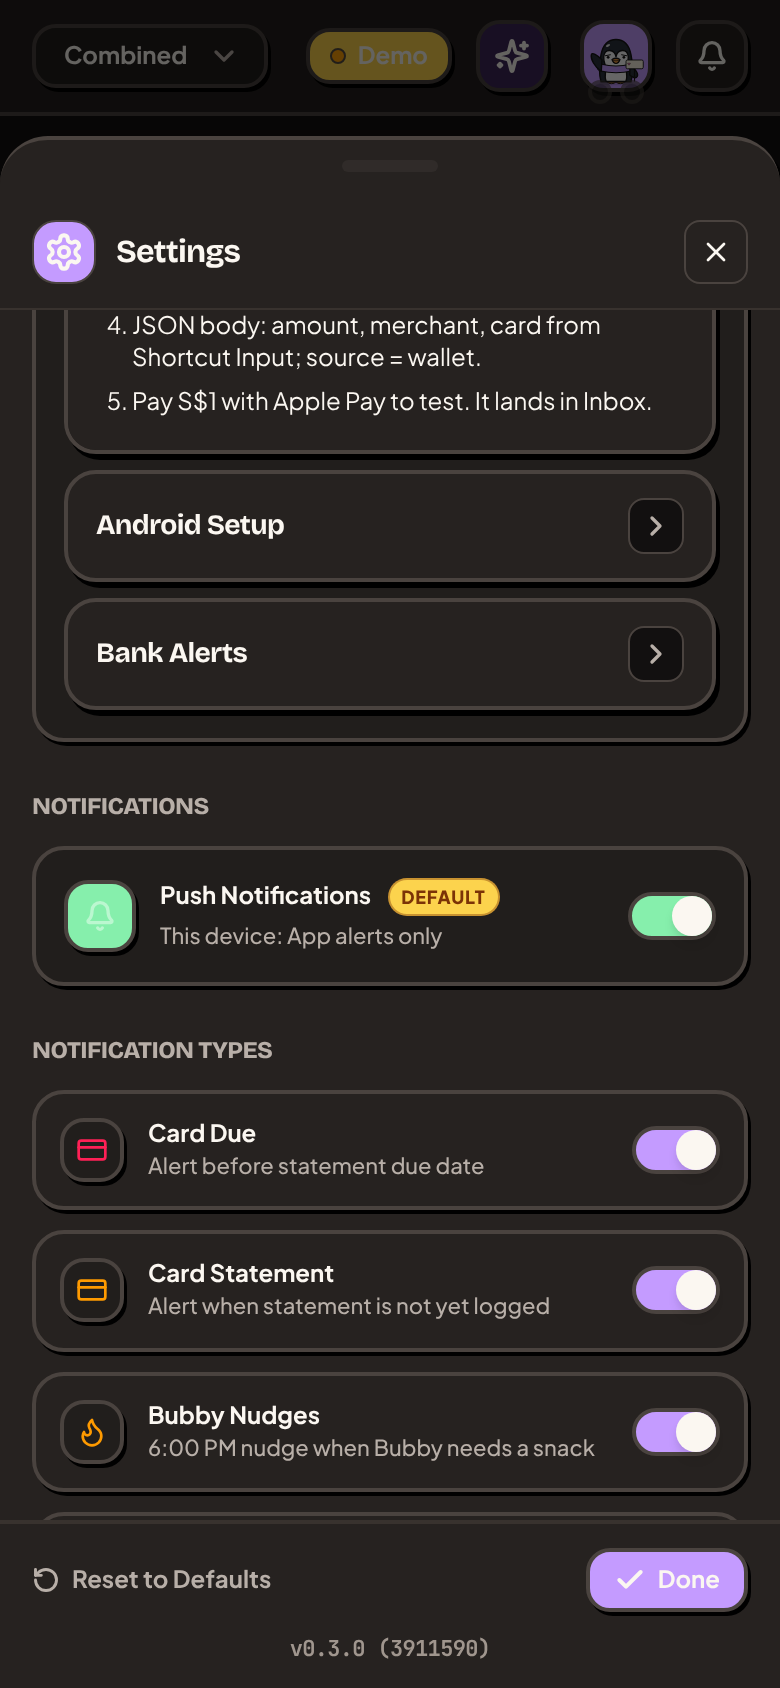 Combined
Demo
Settings
4. JSON body: amount, merchant, card from
Shortcut Input; source = wallet.
5. Pay S$1 with Apple Pay to test. It lands in Inbox.
Android Setup
Bank Alerts
NOTIFICATIONS
Push Notifications DEFAULT
This device: App alerts only
NOTIFICATION TYPES
Card Due
Alert before statement due date
Card Statement
Alert when statement is not yet logged
Bubby Nudges
6:00 PM nudge when Bubby needs a snack
Reset to Defaults
Done
v0.3.0 (3911590)